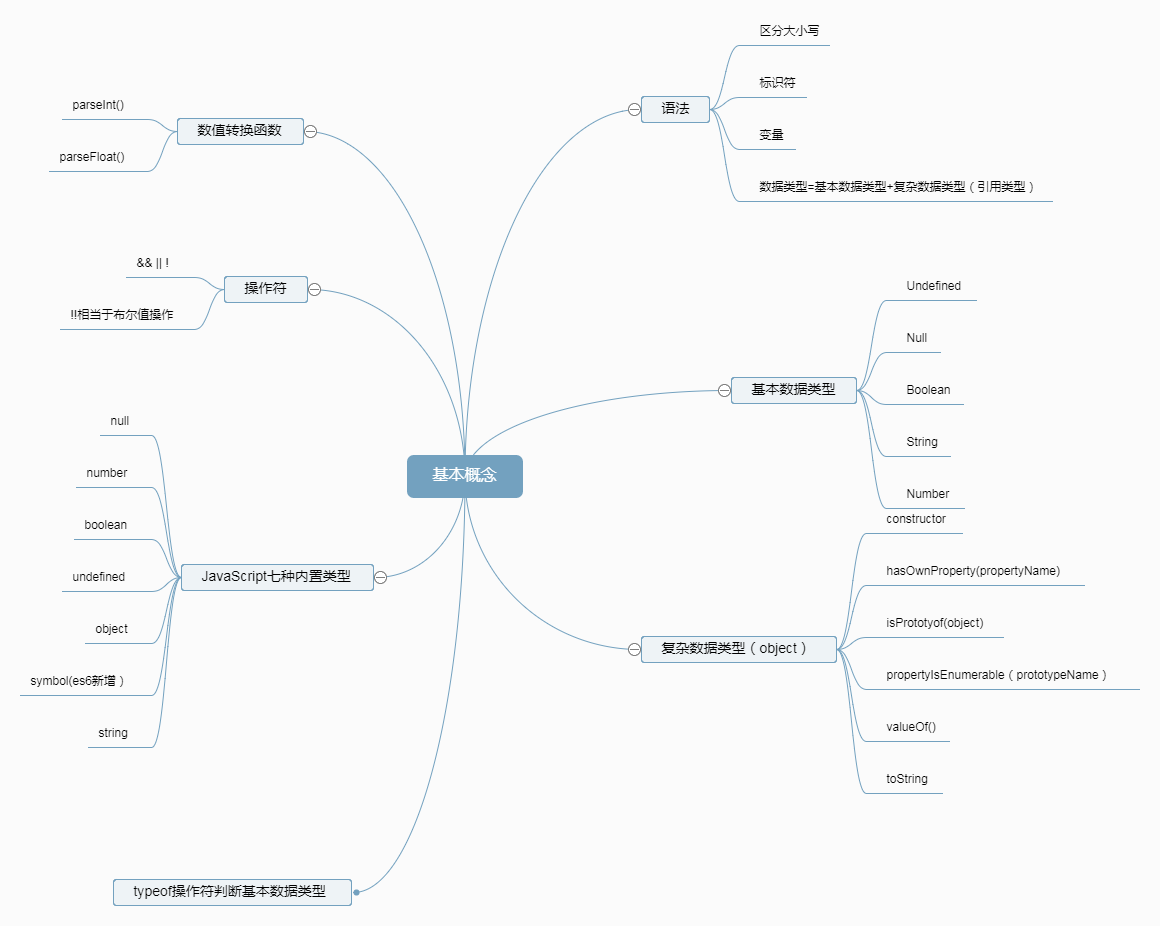 基本概念
语法
区分大小写
标识符
变量
数据类型=基本数据类型+复杂数据类型（引用类型）
基本数据类型
Undefined
Null
Boolean
String
Number
复杂数据类型（object）
constructor
hasOwnProperty(propertyName)
isPrototyof(object)
propertyIsEnumerable（prototypeName）
valueOf()
toString
数值转换函数
parseInt()
parseFloat()
操作符
&& || !
!!相当于布尔值操作
JavaScript七种内置类型
null
number
boolean
undefined
object
symbol(es6新增）
string
typeof操作符判断基本数据类型